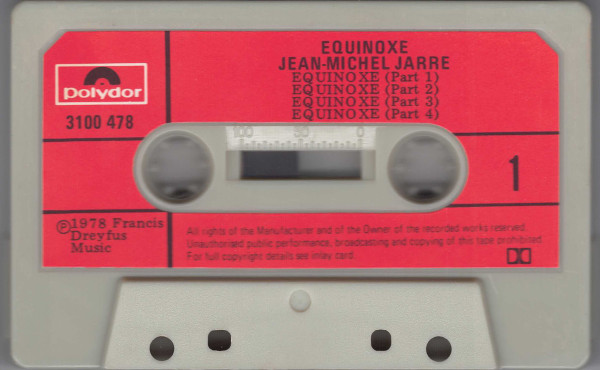 EQUINOXE
JEAN-MICHEL JARRE
EQUINOXE (Part 1)
EQUINOXE (Part 2)
EQUINOXE (Part 3)
EQUINOXE (Part 4)
polydor
3100 478
100 50 0
1
℗1978 Francis
Dreyfus
Music
All rights of the Manufacturer and of the Owner of the recorded works reserved.
Unauthorised public performance, broadcasting and copying of this tape prohibited.
For full copyright details see inlay card.